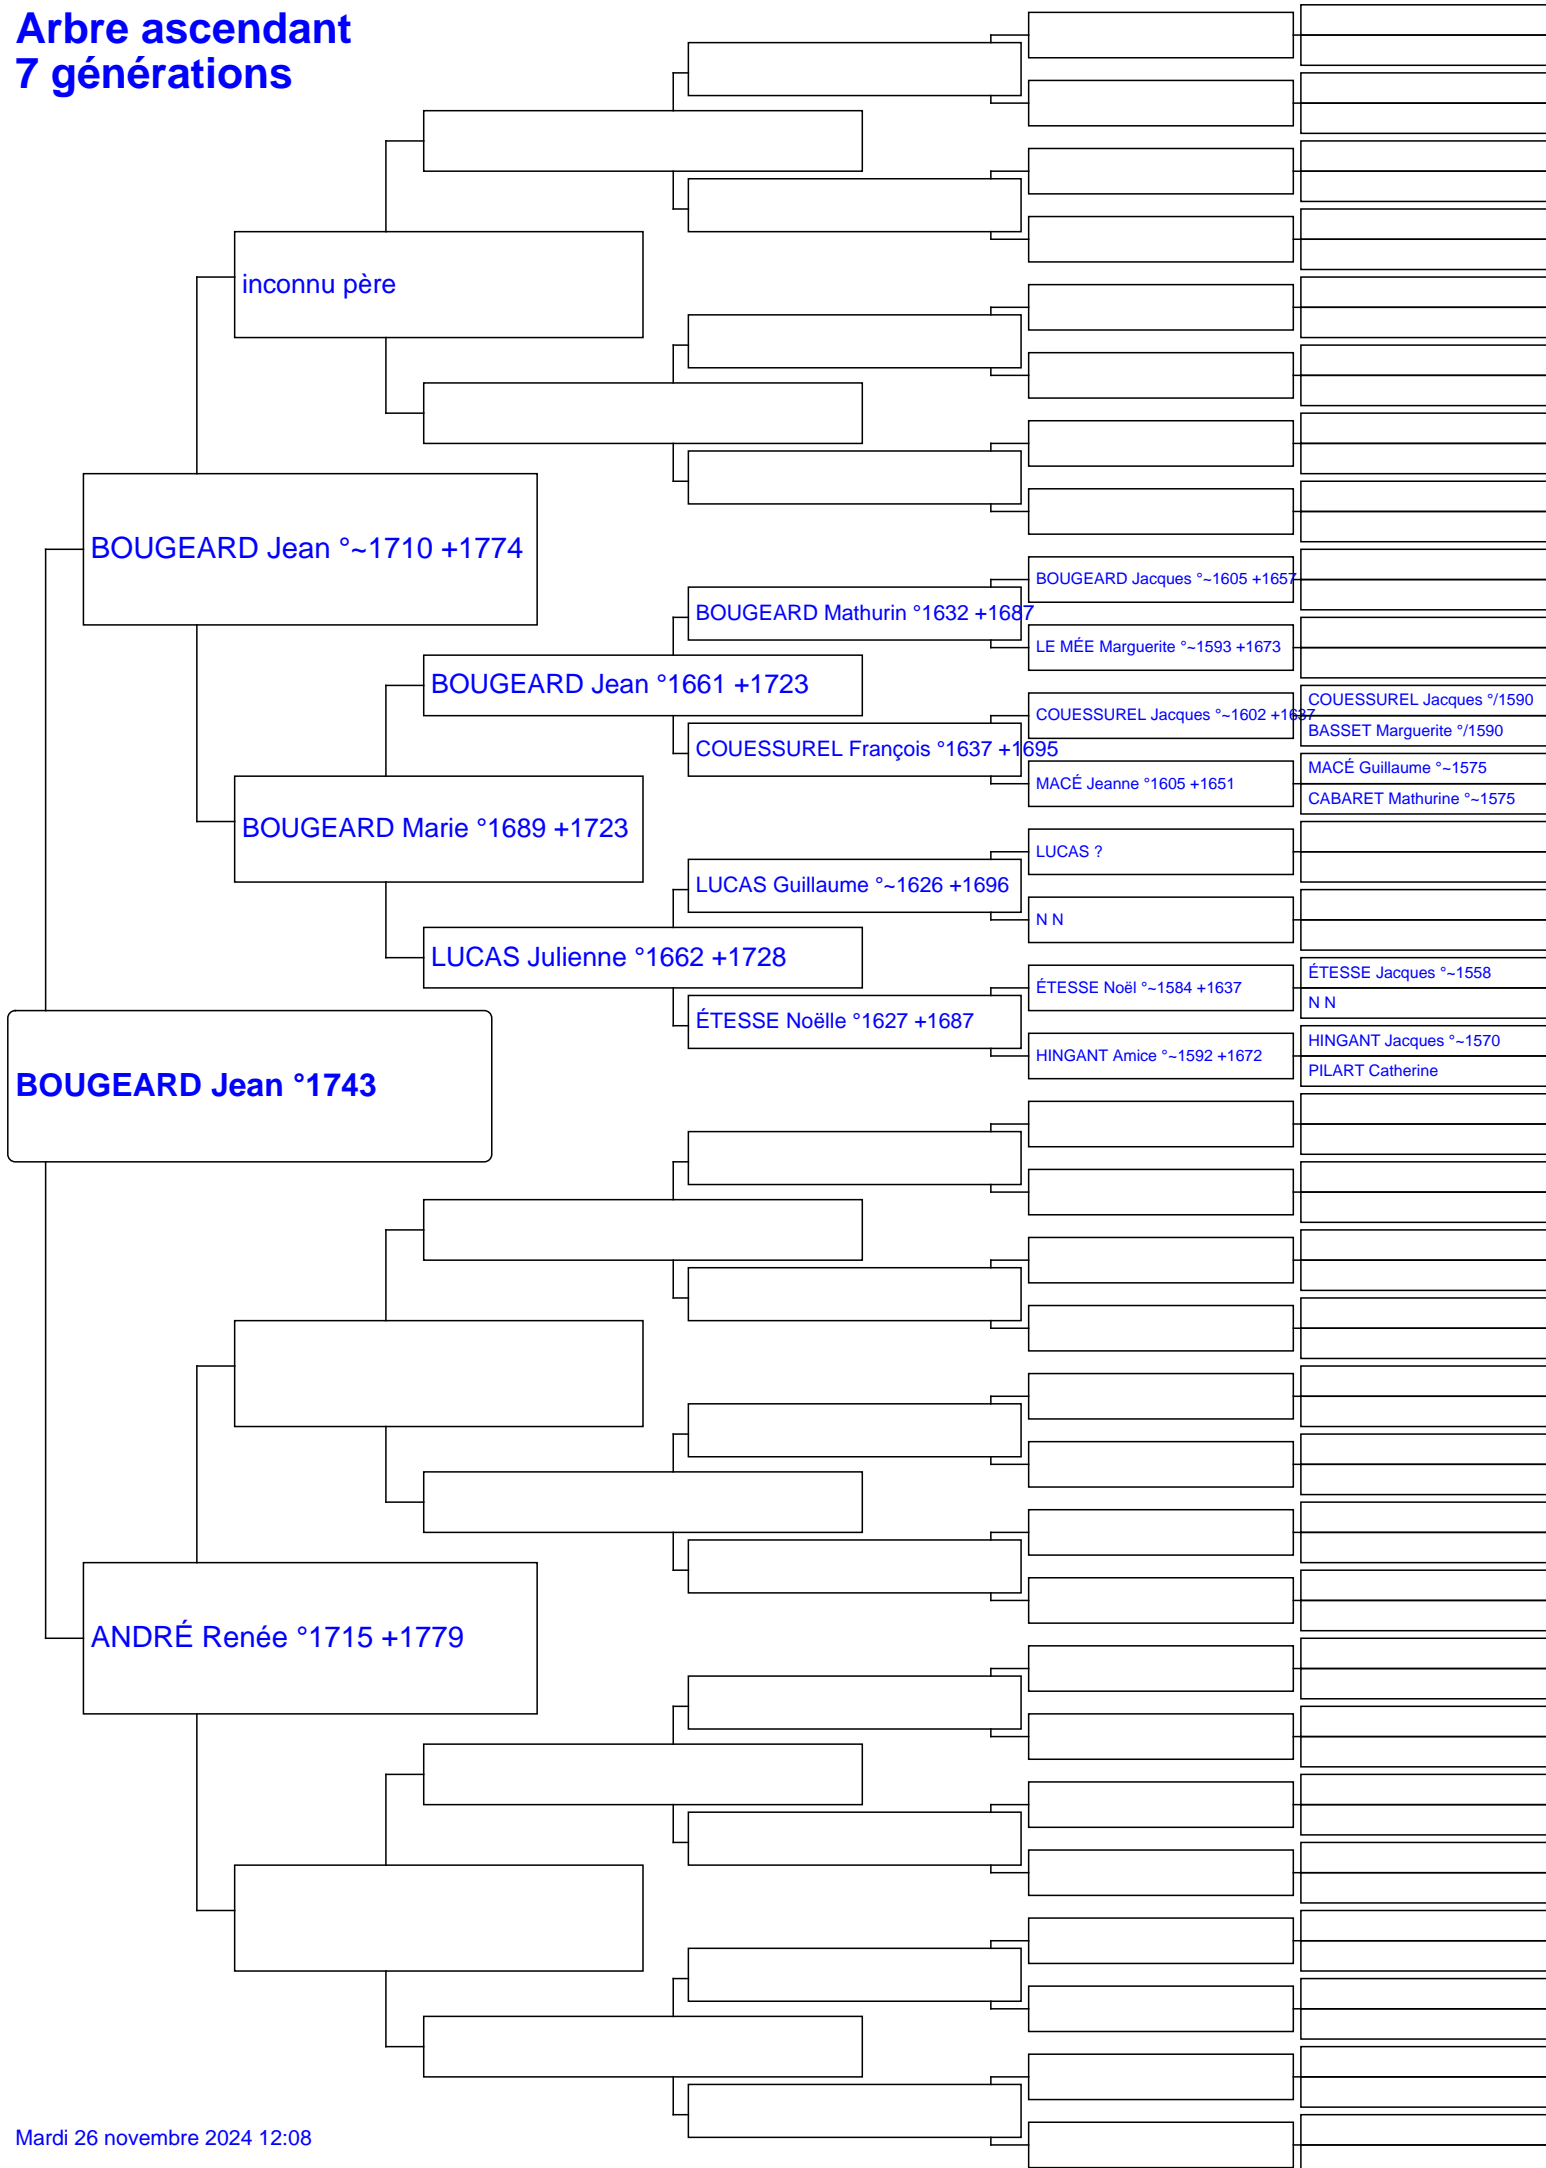 Arbre ascendant
7 générations
inconnu père
BOUGEARD Jean °~1710 +1774
BOUGEARD Jacques °~1605 +1657
BOUGEARD Mathurin °1632 +1687
LE MÉE Marguerite °~1593 +1673
BOUGEARD Jean °1661 +1723
COUESSUREL Jacques °/1590
COUESSUREL Jacques °~1602 +1637
BASSET Marguerite °/1590
COUESSUREL François °1637 +1695
MACÉ Guillaume °~1575
MACÉ Jeanne °1605 +1651
CABARET Mathurine °~1575
BOUGEARD Marie °1689 +1723
LUCAS ?
LUCAS Guillaume °~1626 +1696
N N
LUCAS Julienne °1662 +1728
ÉTESSE Jacques °~1558
ÉTESSE Noël °~1584 +1637
N N
ÉTESSE Noëlle °1627 +1687
HINGANT Jacques °~1570
HINGANT Amice °~1592 +1672
PILART Catherine
BOUGEARD Jean °1743
ANDRÉ Renée °1715 +1779
Mardi 26 novembre 2024 12:08